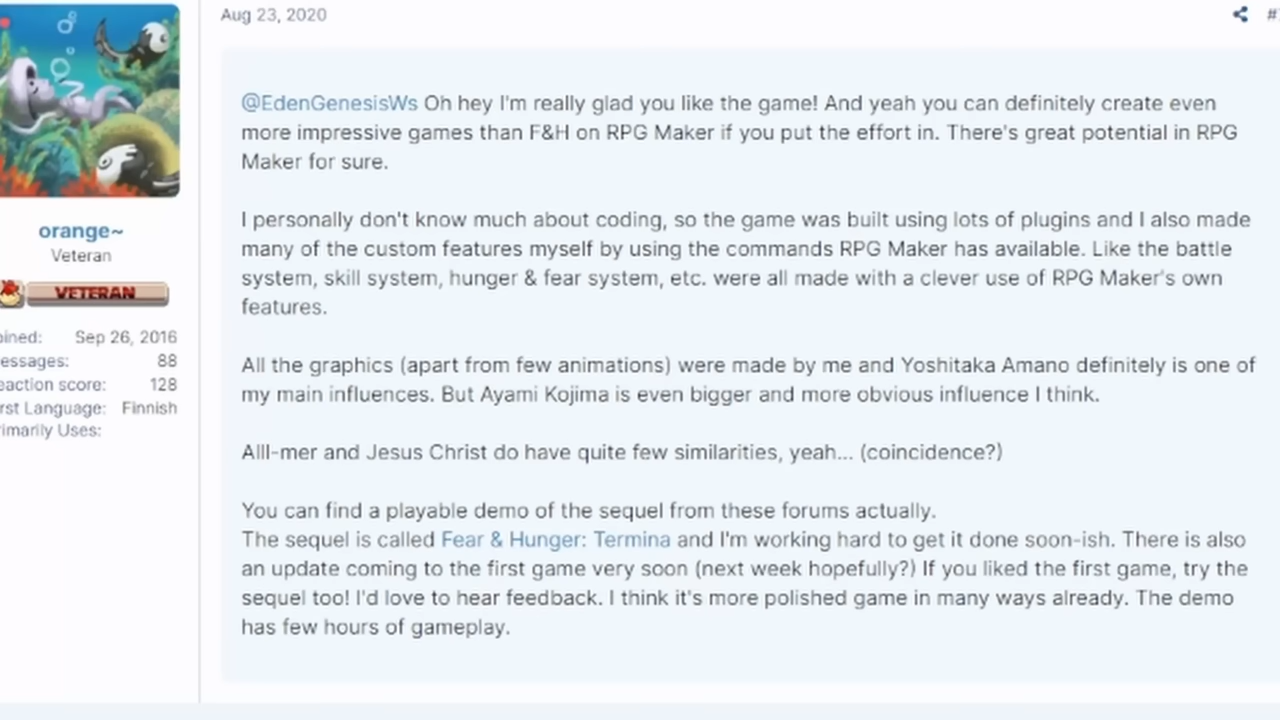 Aug 23, 2020
@EdenGenesisWs Oh hey I'm really glad you like the game! And yeah you can definitely create even
more impressive games than F&H on RPG Maker if you put the effort in. There's great potential in RPG
Maker for sure.
I personally don't know much about coding, so the game was built using lots of plugins and I also made
many of the custom features myself by using the commands RPG Maker has available. Like the battle
system, skill system, hunger & fear system, etc. were all made with a clever use of RPG Maker's own
features.
All the graphics (apart from few animations) were made by me and Yoshitaka Amano definitely is one of
my main influences. But Ayami Kojima is even bigger and more obvious influence I think.
Alll-mer and Jesus Christ do have quite few similarities, yeah... (coincidence?)
You can find a playable demo of the sequel from these forums actually.
The sequel is called Fear & Hunger: Termina and I'm working hard to get it done soon-ish. There is also
an update coming to the first game very soon (next week hopefully?) If you liked the first game, try the
sequel too! I'd love to hear feedback. I think it's more polished game in many ways already. The demo
has few hours of gameplay.
orange~
Veteran
VETERAN
oined: Sep 26, 2016
essages: 88
eaction score: 128
rst Language: Finnish
rimarily Uses:
#